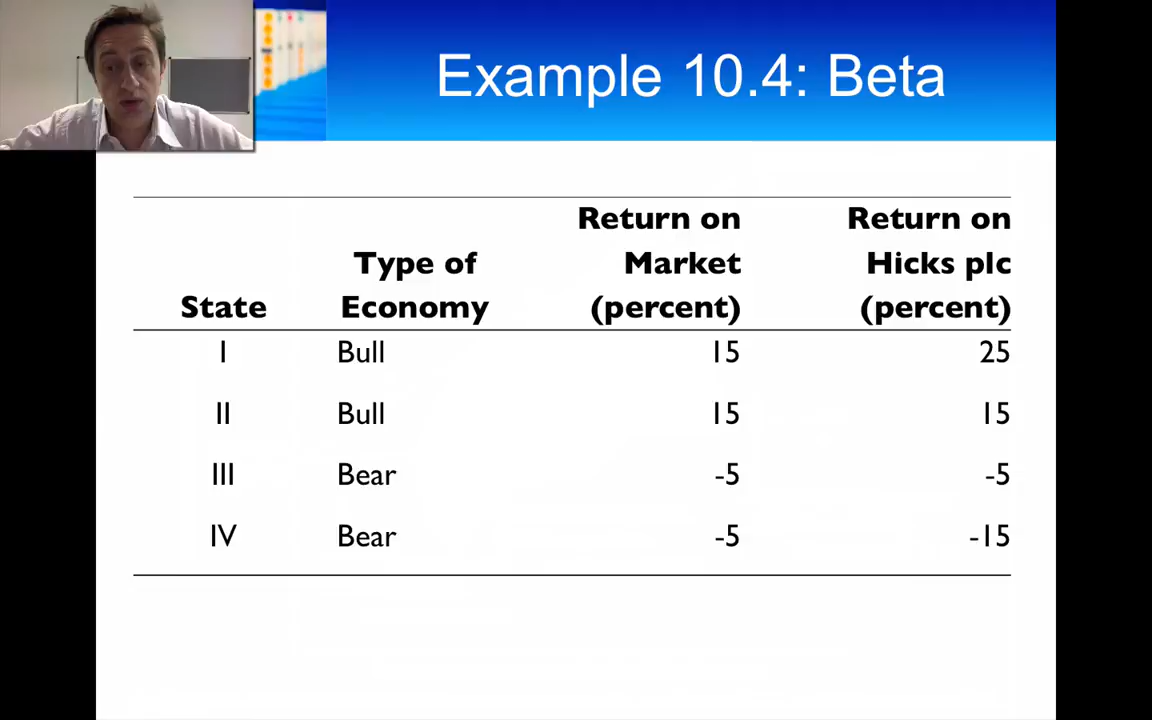 Example 10.4: Beta
Return on Return on
Type of Market Hicks plc
State Economy (percent) (percent)
I Bull 15 25
II Bull 15 15
III Bear -5 -5
IV Bear -5 -15